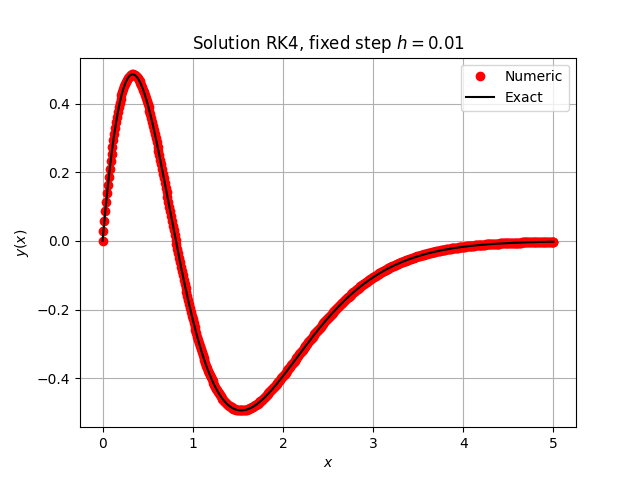 Solution RK4, fixed step h = 0.01
Numeric
Exact
y(x)
0.4
0.2
0.0
−0.2
−0.4
0 1 2 3 4 5
x